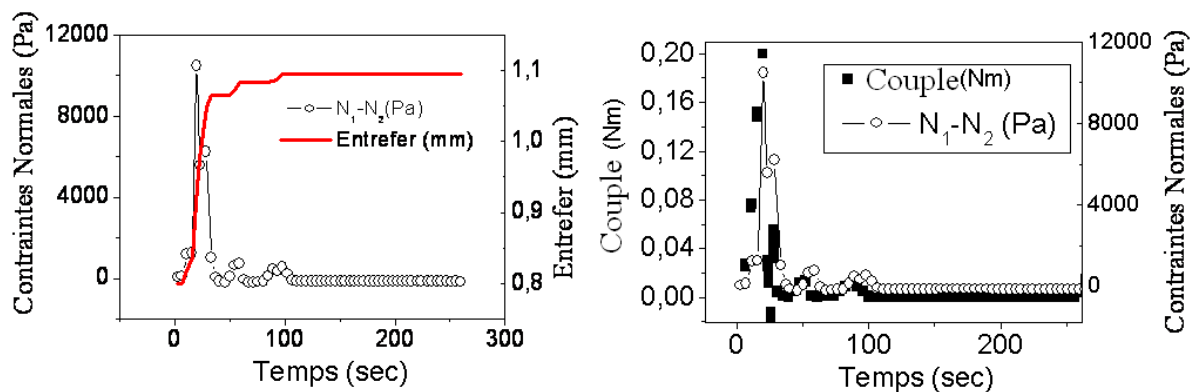 Contraintes Normales (Pa)
12000
8000
4000
0
N₁-N₂(Pa)
Entrefer (mm)
1,1
1,0
0,9
0,8
Entrefer (mm)
0
100
200
300
Temps (sec)
Couple (Nm)
0,20
0,16
0,12
0,08
0,04
0,00
Couple(Nm)
N₁-N₂ (Pa)
12000
8000
4000
0
Contraintes Normales (Pa)
0
100
200
Temps (sec)